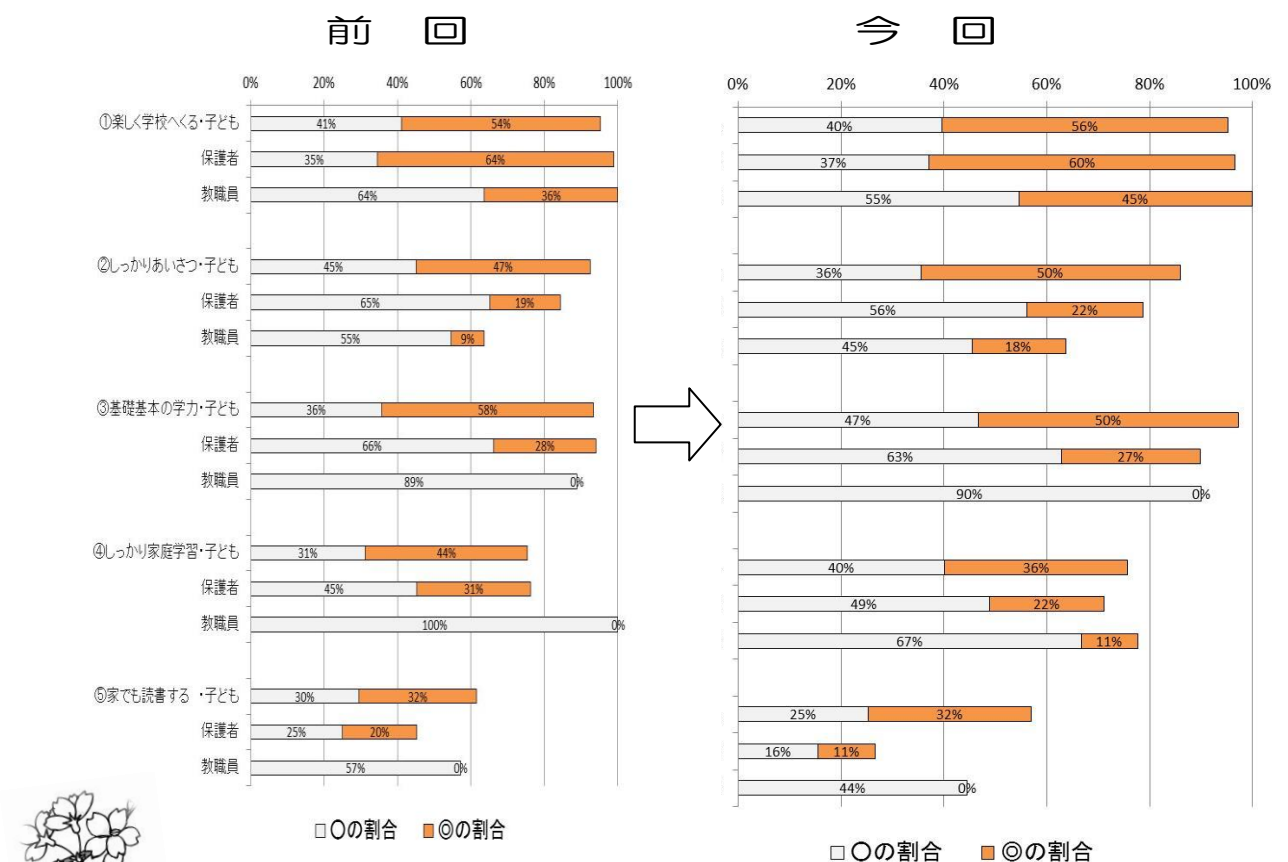 前 回
0% 20% 40% 60% 80% 100%
①楽しく学校へくる・子ども 41% 54%
保護者 35% 64%
教職員 64% 36%
②しっかりあいさつ・子ども 45% 47%
保護者 65% 19%
教職員 55% 9%
③基礎基本の学力・子ども 36% 58%
保護者 66% 28%
教職員 89% 0%
④しっかり家庭学習・子ども 31% 44%
保護者 45% 31%
教職員 100% 0%
⑤家でも読書する ・子ども 30% 32%
保護者 25% 20%
教職員 57% 0%
〇の割合 ◎の割合
今 回
0% 20% 40% 60% 80% 100%
40% 56%
37% 60%
55% 45%
36% 50%
56% 22%
45% 18%
47% 50%
63% 27%
90% 0%
40% 36%
49% 22%
67% 11%
25% 32%
16% 11%
44% 0%
〇の割合 ◎の割合